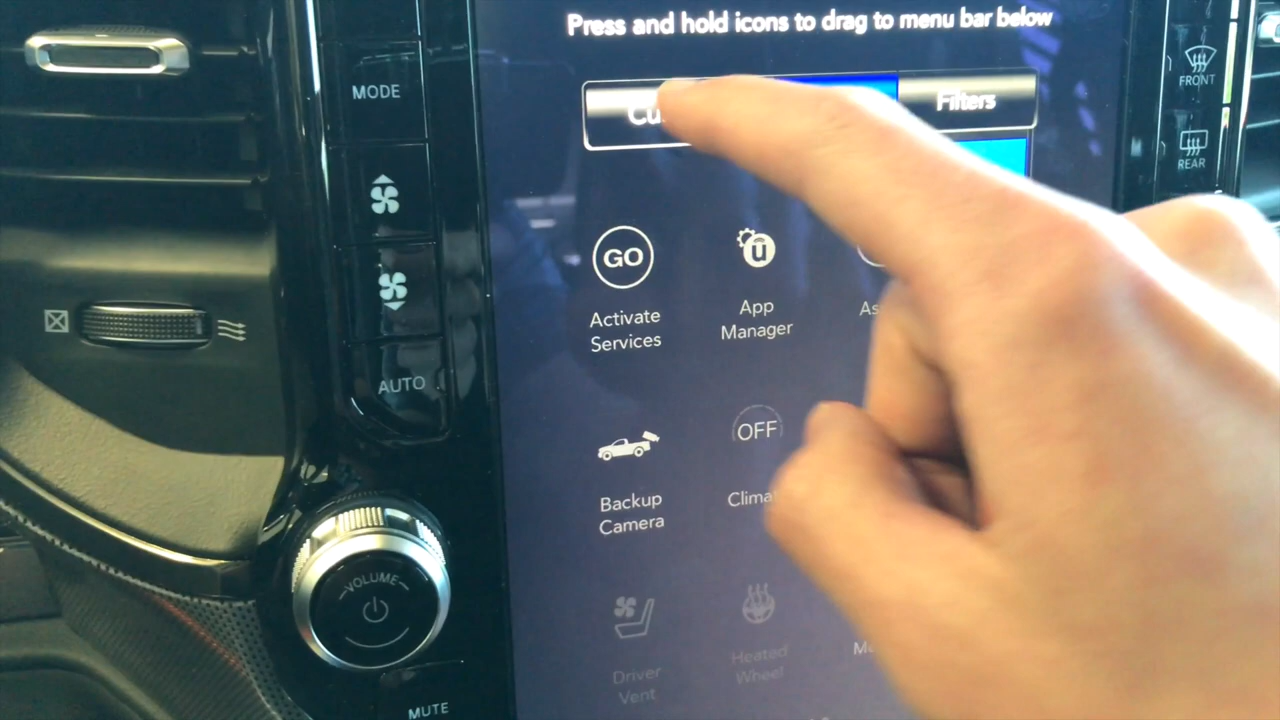 Press and hold icons to drag to menu bar below
MODE
FRONT
Filters
REAR
GO
u
Activate
Services
App
Manager
AUTO
OFF
Backup
Camera
VOLUME
Driver
Vent
Heated
Wheel
MUTE